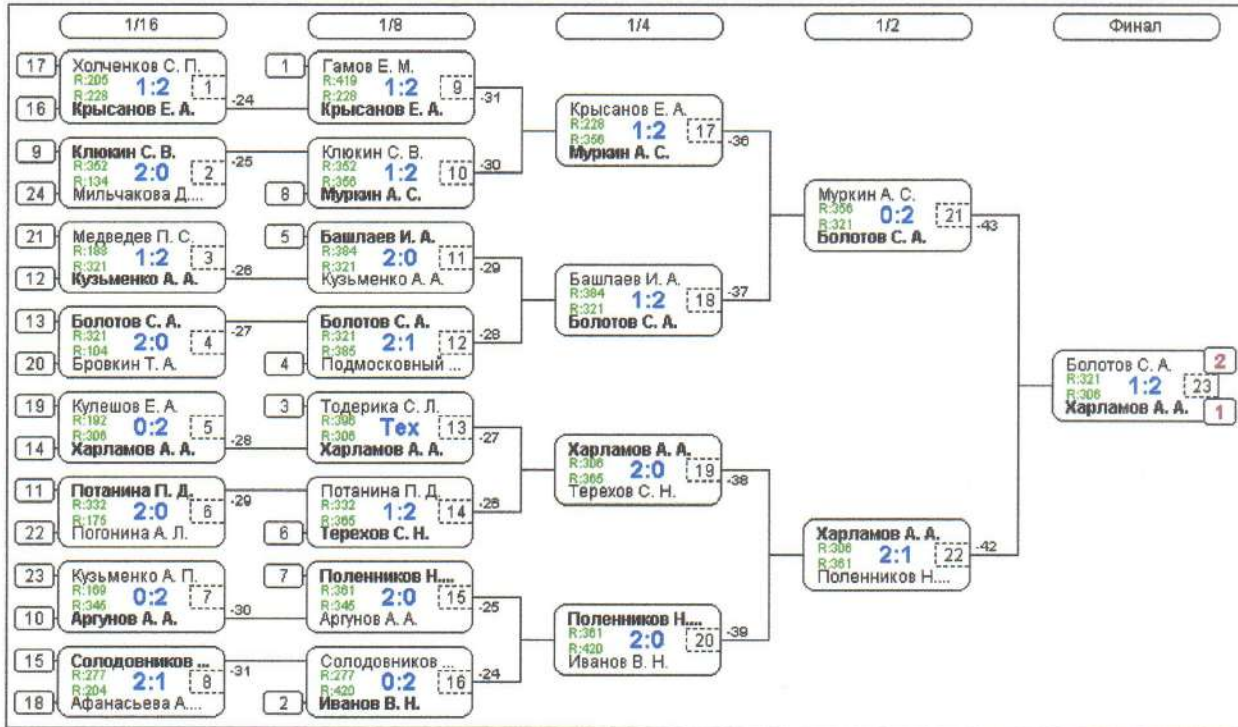 1/16
1/8
1/4
1/2
Финал
17 Холченков С. П.
R:205
R:228 1:2 1
16 Крысанов Е. А. -24
9 Клюкин С. В.
R:352
R:134 2:0 2 -25
24 Мильчакова Д....
21 Медведев П. С.
R:188
R:321 1:2 3
12 Кузьменко А. А. -26
13 Болотов С. А.
R:321
R:104 2:0 4 -27
20 Бровкин Т. А.
19 Кулешов Е. А.
R:192
R:306 0:2 5
14 Харламов А. А. -28
11 Потанина П. Д.
R:332
R:175 2:0 6 -29
22 Погонина А. Л.
23 Кузьменко А. П.
R:169
R:345 0:2 7
10 Аргунов А. А. -30
15 Солодовников ...
R:277
R:204 2:1 8 -31
18 Афанасьева А....
1 Гамов Е. М.
R:419
R:228 1:2 9 -31
Крысанов Е. А.
Клюкин С. В.
R:352
R:356 1:2 10 -30
8 Муркин А. С.
5 Башлаев И. А.
R:384
R:321 2:0 11 -29
Кузьменко А. А.
Болотов С. А.
R:321
R:385 2:1 12 -28
4 Подмосковный ...
3 Тодерика С. Л.
R:396
R:306 Тех 13 -27
Харламов А. А.
Потанина П. Д.
R:332
R:365 1:2 14 -26
6 Терехов С. Н.
7 Поленников Н....
R:361
R:345 2:0 15 -25
Аргунов А. А.
Солодовников ...
R:277
R:420 0:2 16 -24
2 Иванов В. Н.
Крысанов Е. А.
R:228
R:356 1:2 17 -36
Муркин А. С.
Башлаев И. А.
R:384
R:321 1:2 18 -37
Болотов С. А.
Харламов А. А.
R:306
R:365 2:0 19 -38
Терехов С. Н.
Поленников Н....
R:361
R:420 2:0 20 -39
Иванов В. Н.
Муркин А. С.
R:356
R:321 0:2 21 -43
Болотов С. А.
Харламов А. А.
R:306
R:361 2:1 22 -42
Поленников Н....
Болотов С. А. 2
R:321
R:306 1:2 23
Харламов А. А. 1